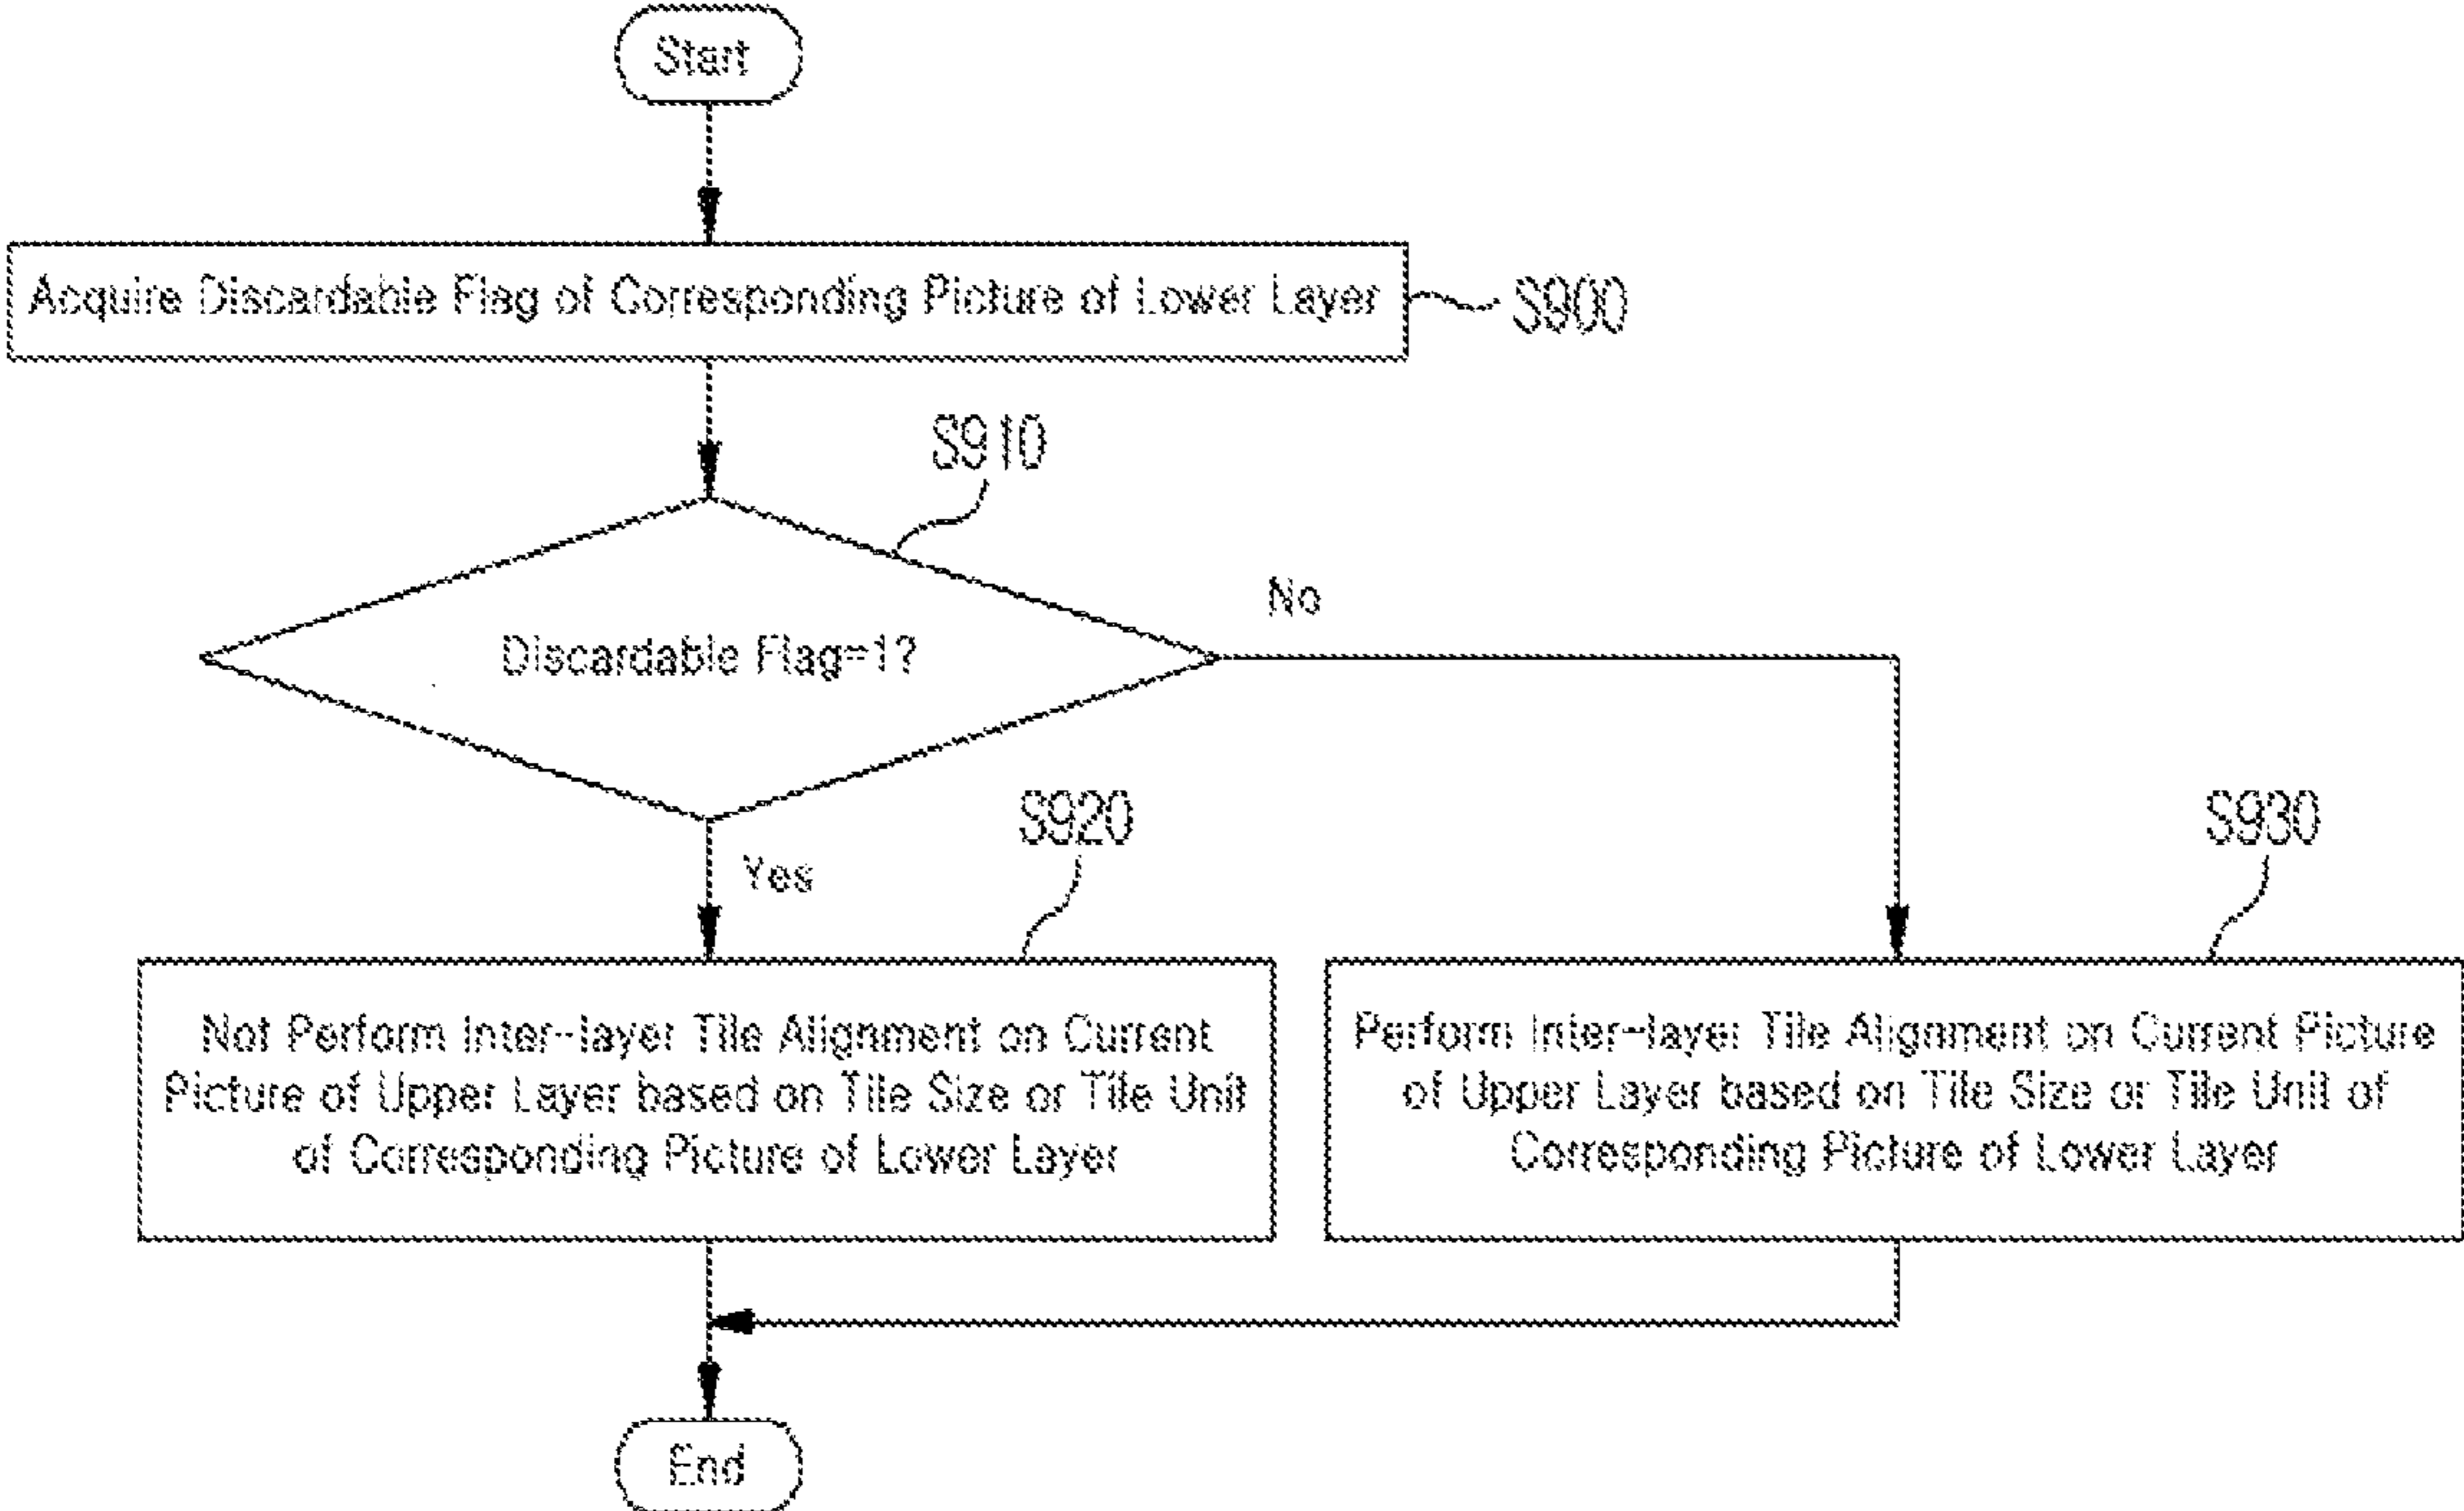 Start
Acquire Discardable Flag of Corresponding Picture of Lower Layer
S900
S910
No
Discardable Flag=1?
S920
S930
Yes
Not Perform Inter-layer Tile Alignment on Current
Picture of Upper Layer based on Tile Size or Tile Unit
of Corresponding Picture of Lower Layer
Perform Inter-layer Tile Alignment on Current Picture
of Upper Layer based on Tile Size or Tile Unit of
Corresponding Picture of Lower Layer
End